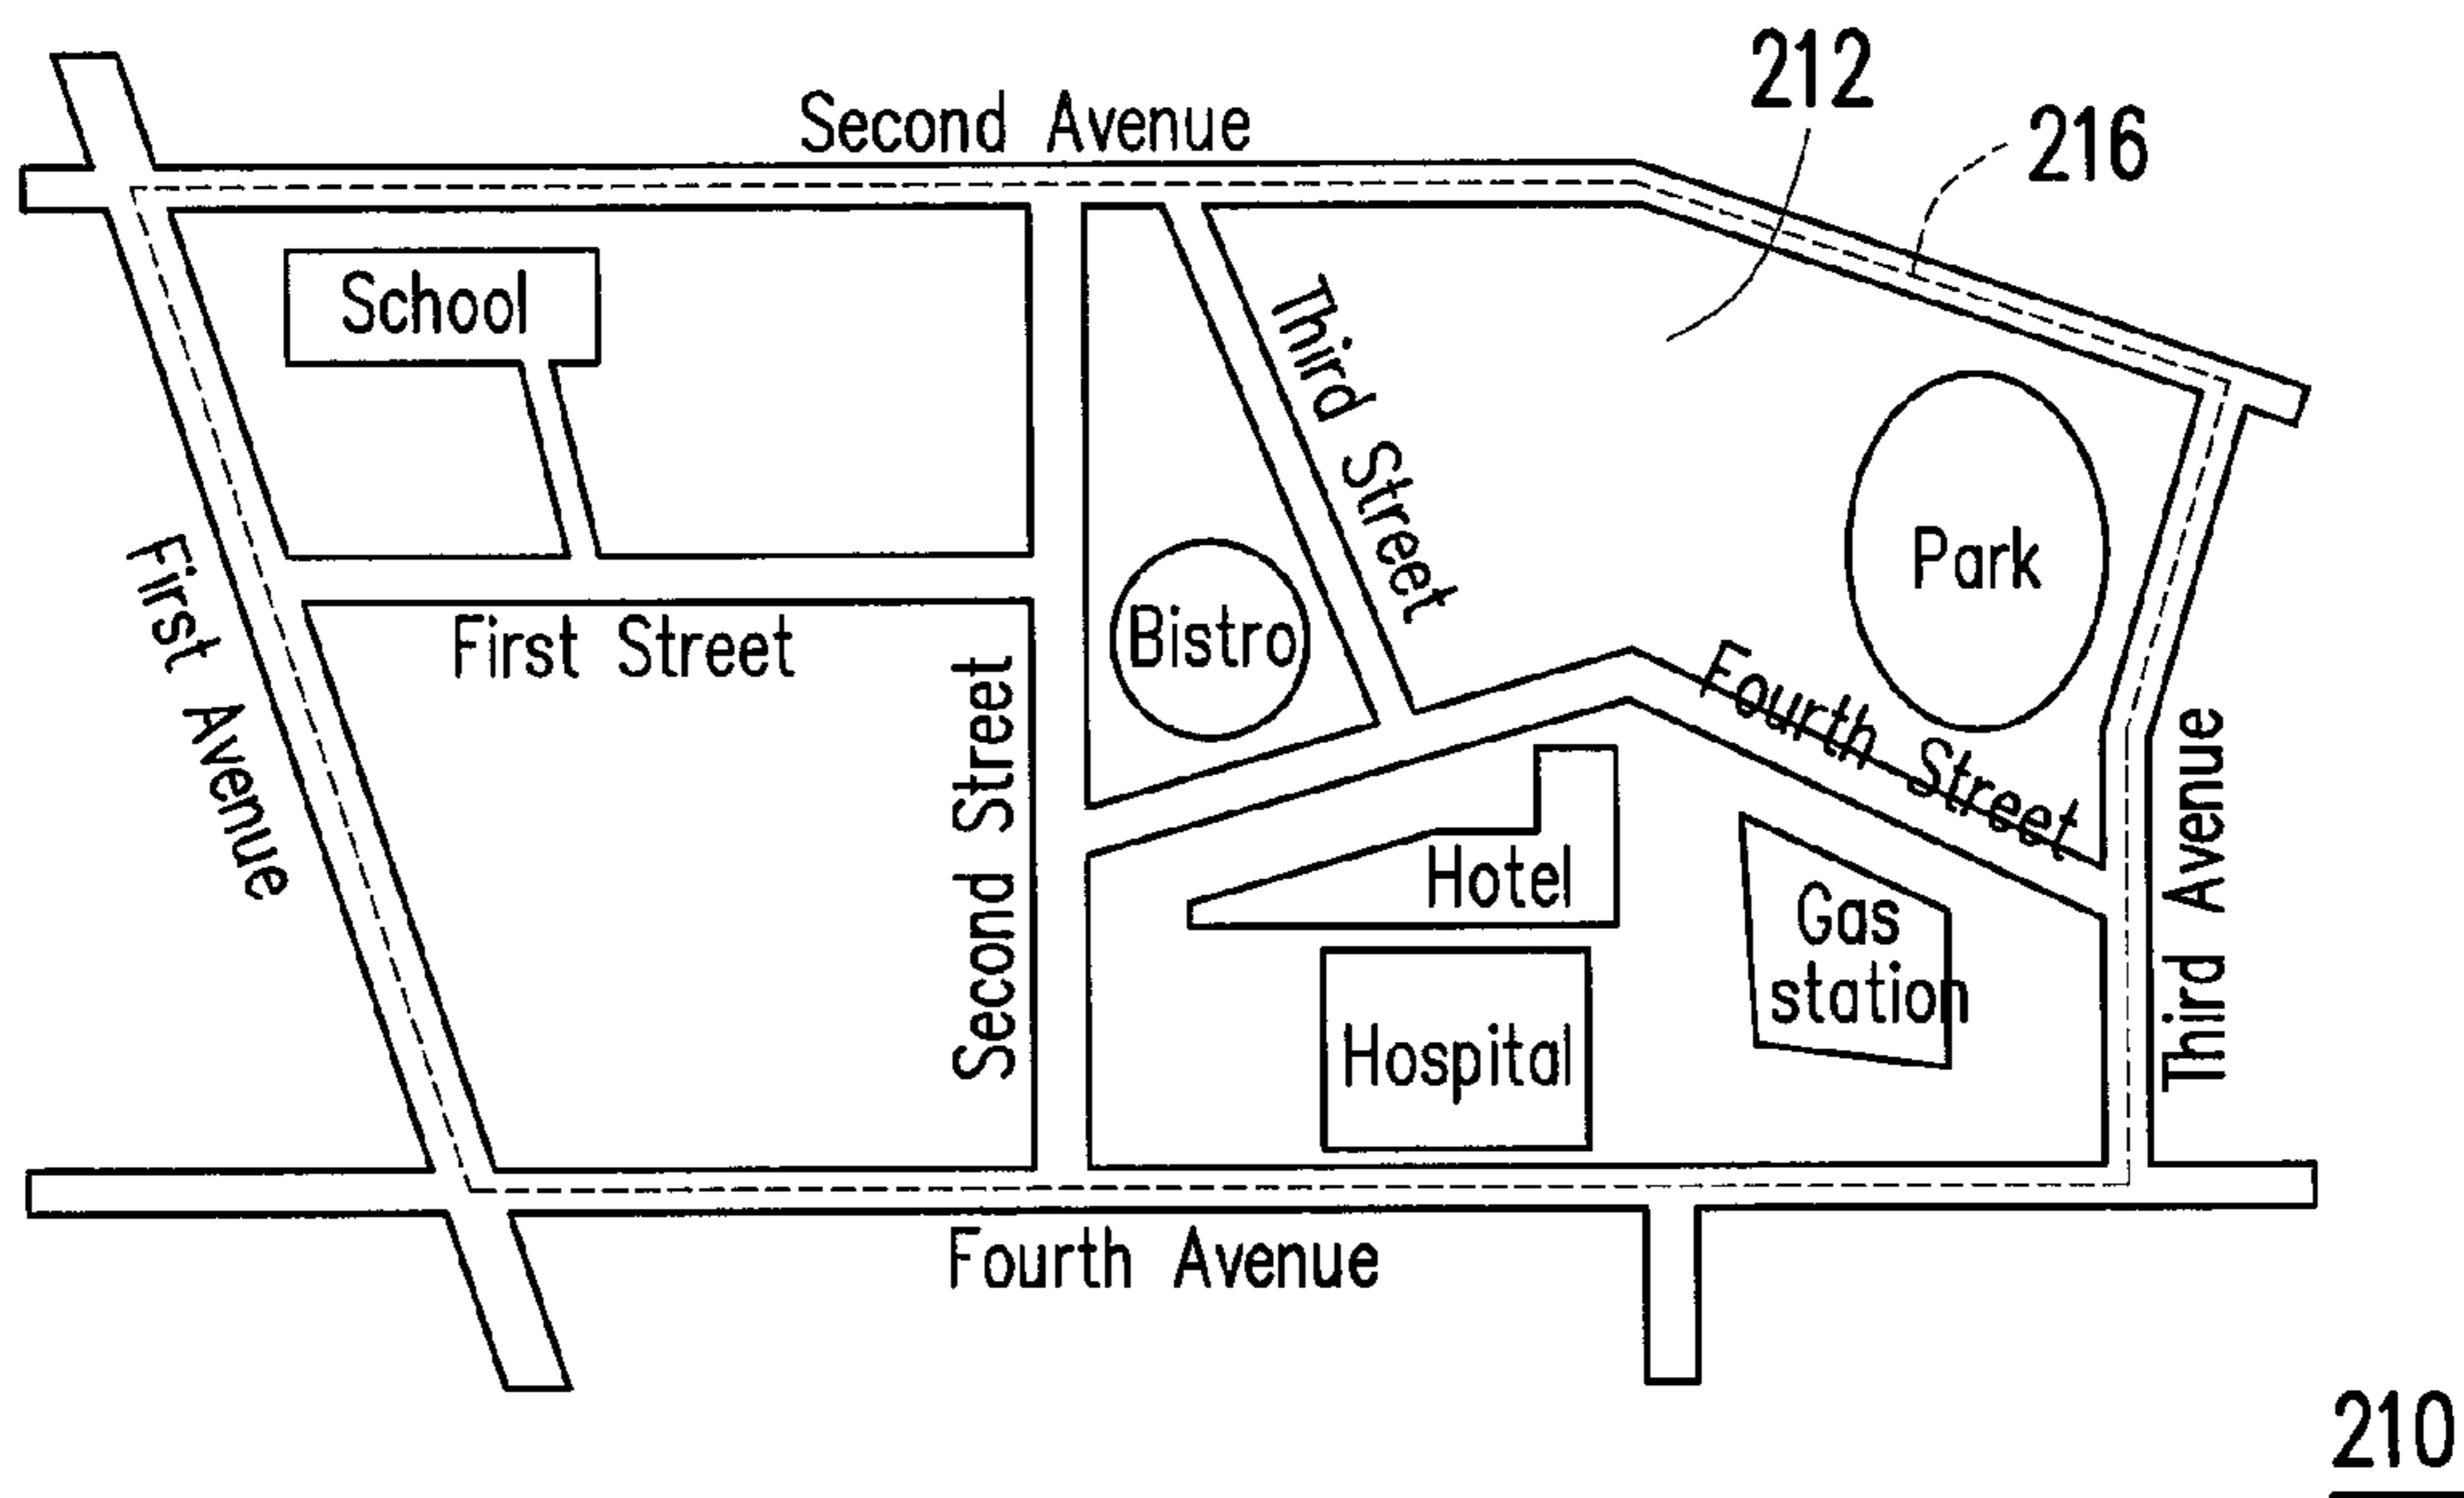 212
Second Avenue
216
School
Third Street
Park
Bistro
First Street
First Avenue
Second Street
Fourth Street
Third Avenue
Hotel
Gas
station
Hospital
Fourth Avenue
210